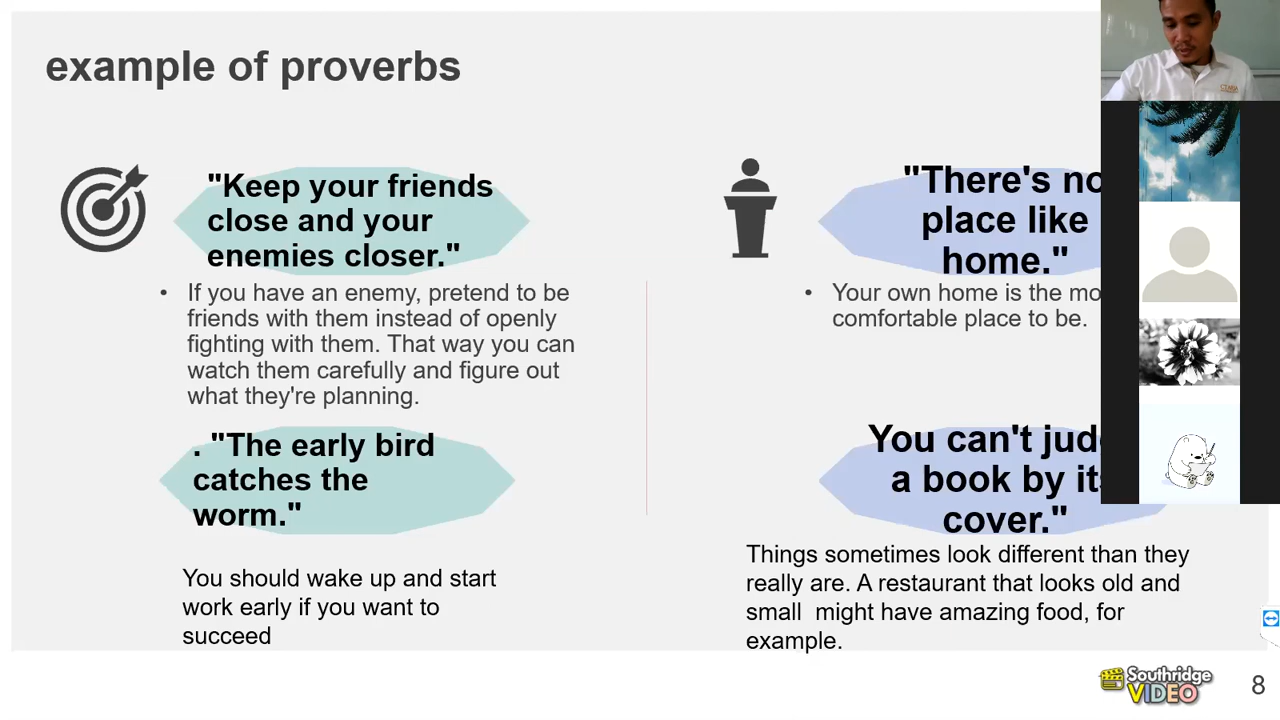 example of proverbs
"Keep your friends
close and your
enemies closer."
• If you have an enemy, pretend to be
friends with them instead of openly
fighting with them. That way you can
watch them carefully and figure out
what they're planning.
. "The early bird
catches the
worm."
You should wake up and start
work early if you want to
succeed
"There's no
place like
home."
• Your own home is the
comfortable place to be.
You can't
a book by
cover."
Things sometimes look different than they
really are. A restaurant that looks old and
small might have amazing food, for
example.
Southridge
VIDEO
8